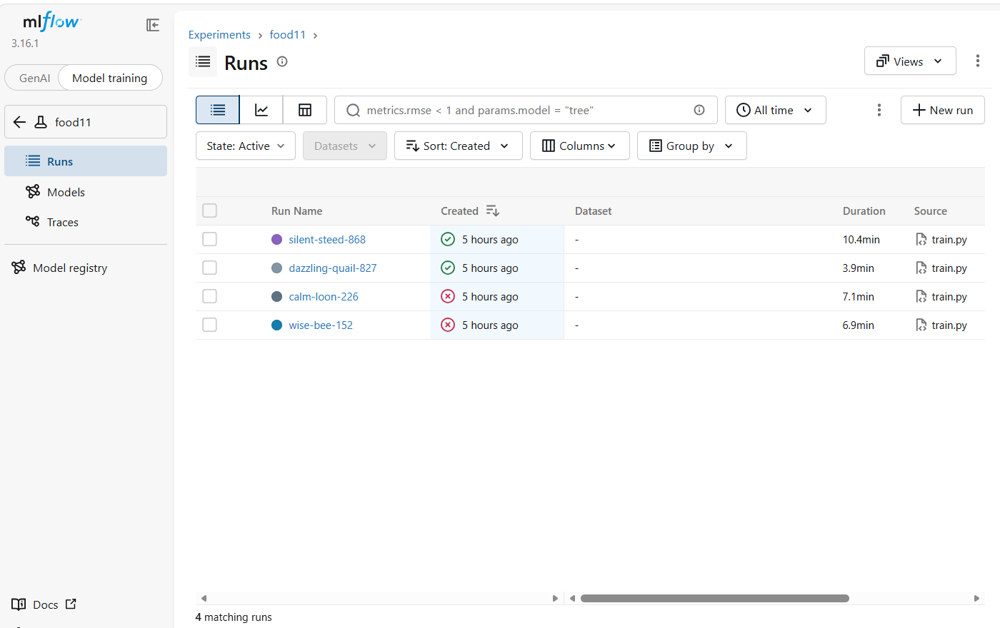 mlflow
3.16.1
GenAI
Model training
food11
Runs
Models
Traces
Model registry
Docs
Experiments > food11 >
Runs
Views
metrics.rmse < 1 and params.model = "tree"
All time
New run
State: Active
Datasets
Sort: Created
Columns
Group by
Run Name Created Dataset Duration Source
silent-steed-868 5 hours ago - 10.4min train.py
dazzling-quail-827 5 hours ago - 3.9min train.py
calm-loon-226 5 hours ago - 7.1min train.py
wise-bee-152 5 hours ago - 6.9min train.py
4 matching runs